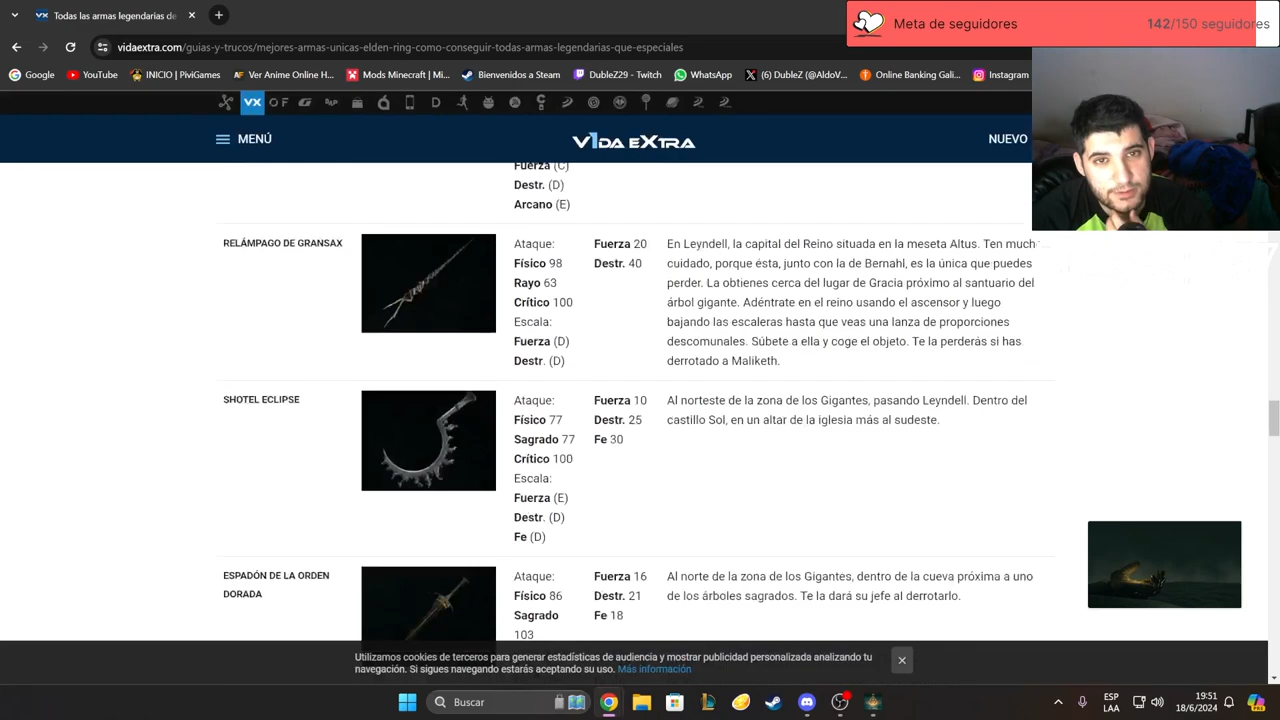 Todas las armas legendarias de
Meta de seguidores
142/150 seguidores
vidaextra.com/guias-y-trucos/mejores-armas-unicas-elden-ring-como-conseguir-todas-armas-legendarias-que-especiales
Google
YouTube
INICIO | PiviGames
Ver Anime Online H...
Mods Minecraft | Mi...
Bienvenidos a Steam
DubleZ29 - Twitch
WhatsApp
(6) DubleZ (@AldoV...
Online Banking Gali...
Instagram
VX
MENÚ
VIDA EXTRA
NUEVO
Fuerza (C)
Destr. (D)
Arcano (E)
RELÁMPAGO DE GRANSAX
Ataque:
Físico 98
Rayo 63
Crítico 100
Escala:
Fuerza (D)
Destr. (D)
Fuerza 20
Destr. 40
En Leyndell, la capital del Reino situada en la meseta Altus. Ten much
cuidado, porque ésta, junto con la de Bernahl, es la única que puedes
perder. La obtienes cerca del lugar de Gracia próximo al santuario del
árbol gigante. Adéntrate en el reino usando el ascensor y luego
bajando las escaleras hasta que veas una lanza de proporciones
descomunales. Súbete a ella y coge el objeto. Te la perderás si has
derrotado a Maliketh.
SHOTEL ECLIPSE
Ataque:
Físico 77
Sagrado 77
Crítico 100
Escala:
Fuerza (E)
Destr. (D)
Fe (D)
Fuerza 10
Destr. 25
Fe 30
Al norteste de la zona de los Gigantes, pasando Leyndell. Dentro del
castillo Sol, en un altar de la iglesia más al sudeste.
ESPADÓN DE LA ORDEN
DORADA
Ataque:
Físico 86
Sagrado
103
Fuerza 16
Destr. 21
Fe 18
Al norte de la zona de los Gigantes, dentro de la cueva próxima a uno
de los árboles sagrados. Te la dará su jefe al derrotarlo.
Utilizamos cookies de terceros para generar estadísticas de audiencia y mostrar publicidad personalizada analizando tu
navegación. Si sigues navegando estarás aceptando su uso. Más información
Buscar
ESP
LAA
19:51
18/6/2024